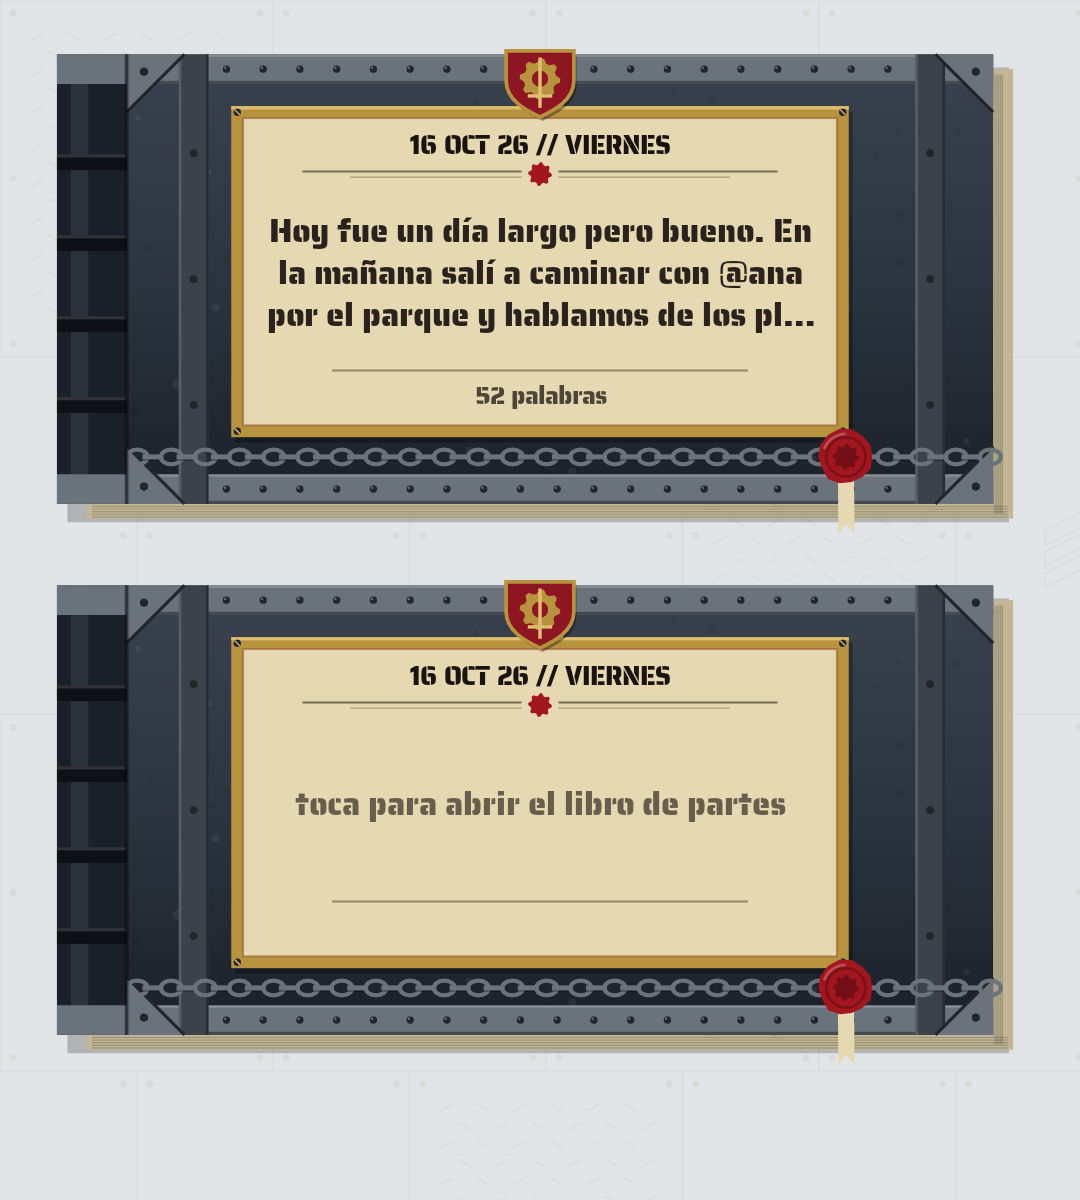 16 OCT 26 // VIERNES
Hoy fue un día largo pero bueno. En
la mañana salí a caminar con @ana
por el parque y hablamos de los pl...
52 palabras
16 OCT 26 // VIERNES
toca para abrir el libro de partes